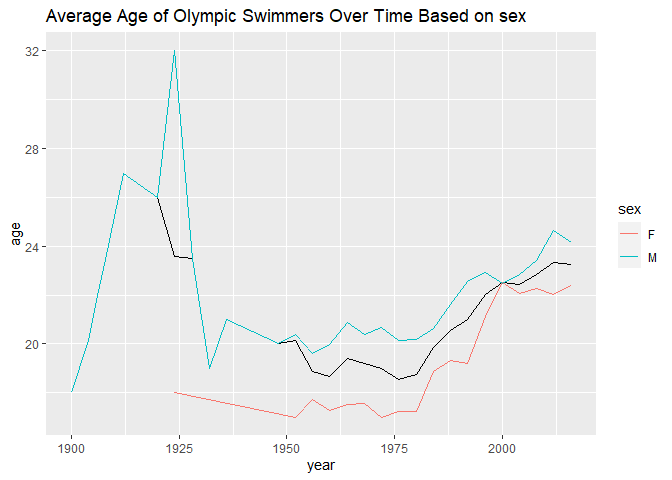 Average Age of Olympic Swimmers Over Time Based on sex
32
28
24
20
age
1900
1925
1950
1975
2000
year
sex
F
M